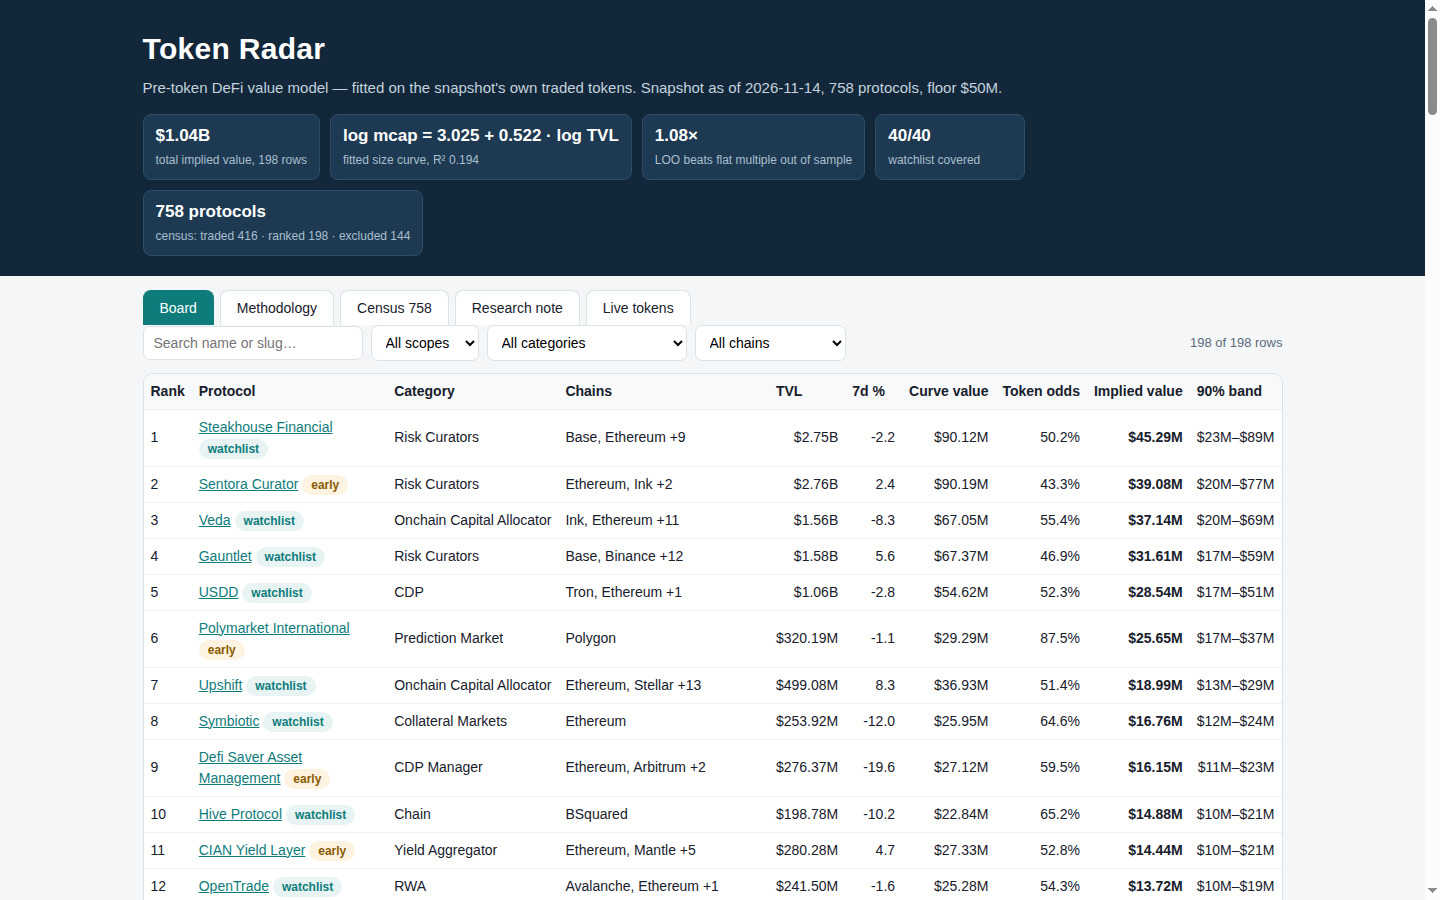 Token Radar
Pre-token DeFi value model — fitted on the snapshot's own traded tokens. Snapshot as of 2026-11-14, 758 protocols, floor $50M.
$1.04B
total implied value, 198 rows
log mcap = 3.025 + 0.522 · log TVL
fitted size curve, R² 0.194
1.08×
LOO beats flat multiple out of sample
40/40
watchlist covered
758 protocols
census: traded 416 · ranked 198 · excluded 144
Board Methodology Census 758 Research note Live tokens
Search name or slug… All scopes All categories All chains 198 of 198 rows
Rank Protocol Category Chains TVL 7d % Curve value Token odds Implied value 90% band
1 Steakhouse Financial watchlist Risk Curators Base, Ethereum +9 $2.75B -2.2 $90.12M 50.2% $45.29M $23M–$89M
2 Sentora Curator early Risk Curators Ethereum, Ink +2 $2.76B 2.4 $90.19M 43.3% $39.08M $20M–$77M
3 Veda watchlist Onchain Capital Allocator Ink, Ethereum +11 $1.56B -8.3 $67.05M 55.4% $37.14M $20M–$69M
4 Gauntlet watchlist Risk Curators Base, Binance +12 $1.58B 5.6 $67.37M 46.9% $31.61M $17M–$59M
5 USDD watchlist CDP Tron, Ethereum +1 $1.06B -2.8 $54.62M 52.3% $28.54M $17M–$51M
6 Polymarket International early Prediction Market Polygon $320.19M -1.1 $29.29M 87.5% $25.65M $17M–$37M
7 Upshift watchlist Onchain Capital Allocator Ethereum, Stellar +13 $499.08M 8.3 $36.93M 51.4% $18.99M $13M–$29M
8 Symbiotic watchlist Collateral Markets Ethereum $253.92M -12.0 $25.95M 64.6% $16.76M $12M–$24M
9 Defi Saver Asset Management early CDP Manager Ethereum, Arbitrum +2 $276.37M -19.6 $27.12M 59.5% $16.15M $11M–$23M
10 Hive Protocol watchlist Chain BSquared $198.78M -10.2 $22.84M 65.2% $14.88M $10M–$21M
11 CIAN Yield Layer early Yield Aggregator Ethereum, Mantle +5 $280.28M 4.7 $27.33M 52.8% $14.44M $10M–$21M
12 OpenTrade watchlist RWA Avalanche, Ethereum +1 $241.50M -1.6 $25.28M 54.3% $13.72M $10M–$19M